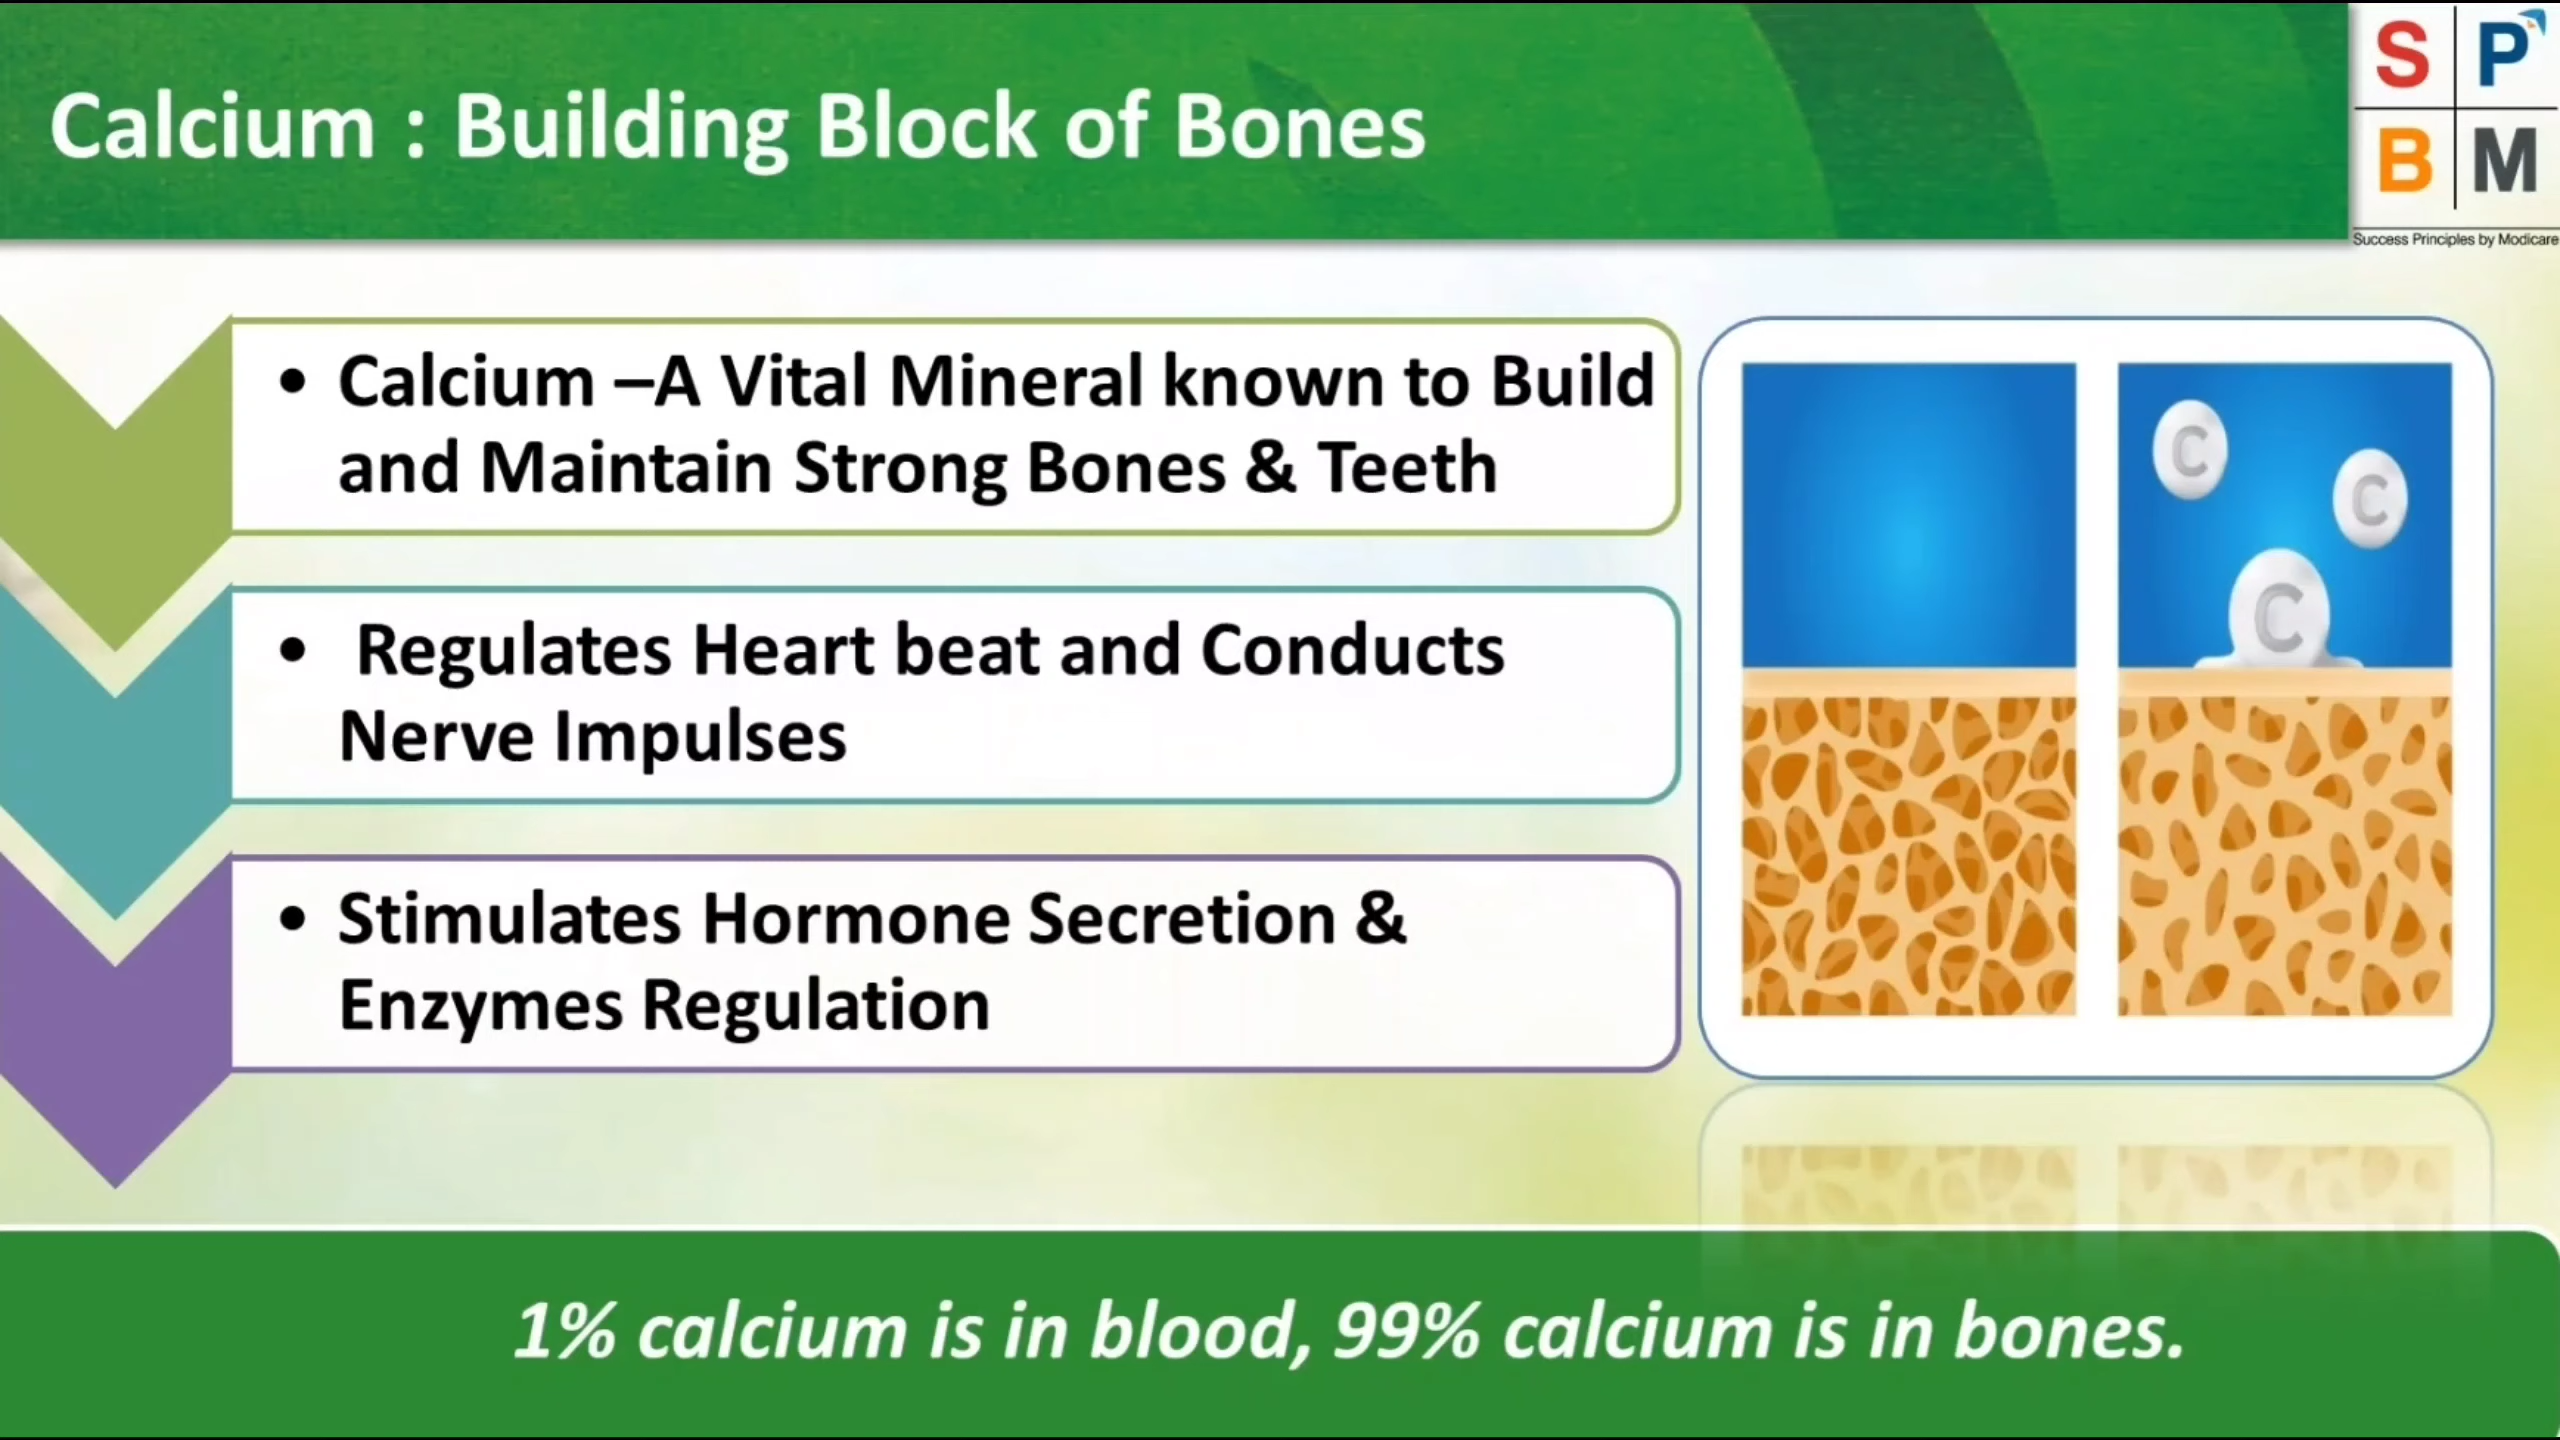 Calcium : Building Block of Bones
S P
B M
Success Principles by Modicare
• Calcium –A Vital Mineral known to Build
and Maintain Strong Bones & Teeth
• Regulates Heart beat and Conducts
Nerve Impulses
• Stimulates Hormone Secretion &
Enzymes Regulation
C
C
C
1% calcium is in blood, 99% calcium is in bones.